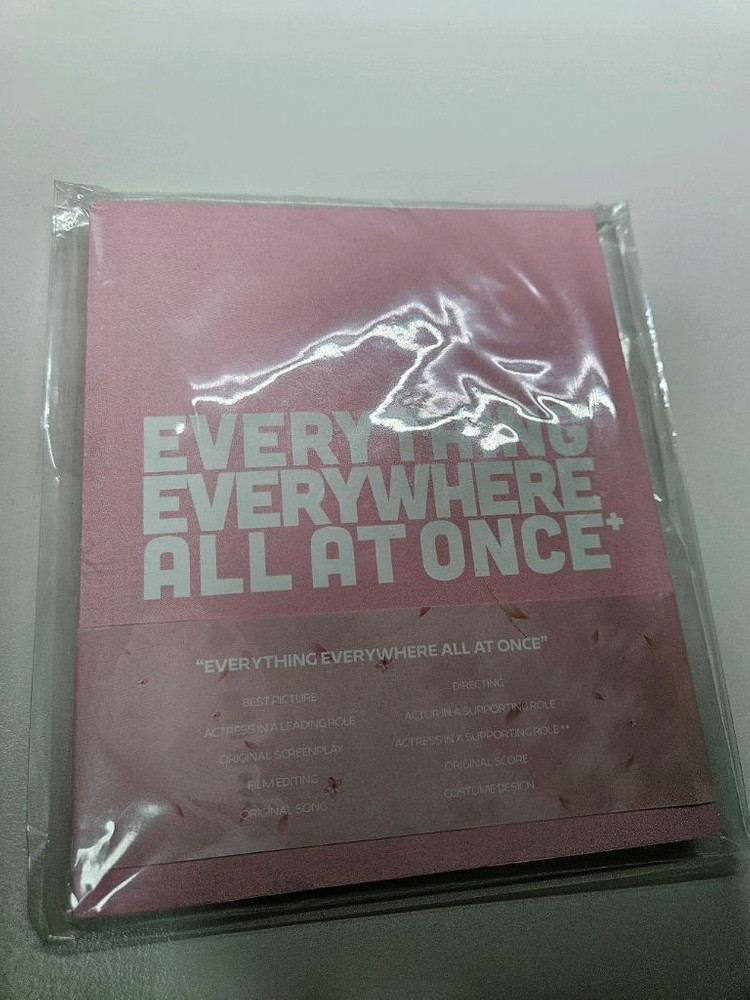 EVERYTHING
EVERYWHERE
ALL AT ONCE+
“EVERYTHING EVERYWHERE ALL AT ONCE”
BEST PICTURE
ACTRESS IN A LEADING ROLE
ORIGINAL SCREENPLAY
FILM EDITING
ORIGINAL SONG
DIRECTING
ACTOR IN A SUPPORTING ROLE
ACTRESS IN A SUPPORTING ROLE**
ORIGINAL SCORE
COSTUME DESIGN